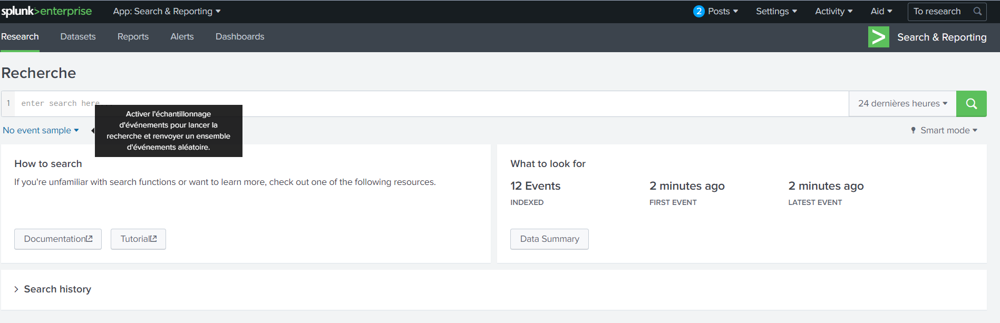 splunk>enterprise App: Search & Reporting 2 Posts Settings Activity Aid To research
Research Datasets Reports Alerts Dashboards Search & Reporting
Recherche
1 enter search here... 24 dernières heures
No event sample Smart mode
Activer l'échantillonnage
d'événements pour lancer la
recherche et renvoyer un ensemble
d'événements aléatoire.
How to search
If you're unfamiliar with search functions or want to learn more, check out one of the following resources.
Documentation Tutorial
What to look for
12 Events 2 minutes ago 2 minutes ago
INDEXED FIRST EVENT LATEST EVENT
Data Summary
Search history